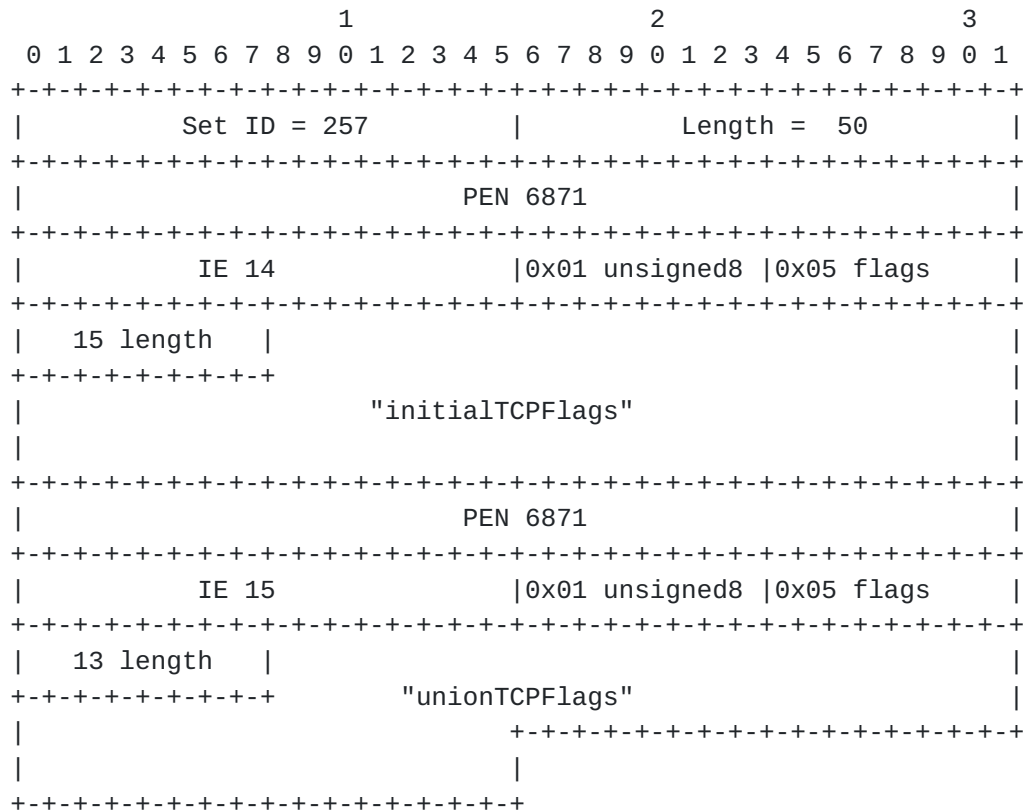 1                   2                   3
 0 1 2 3 4 5 6 7 8 9 0 1 2 3 4 5 6 7 8 9 0 1 2 3 4 5 6 7 8 9 0 1
+-+-+-+-+-+-+-+-+-+-+-+-+-+-+-+-+-+-+-+-+-+-+-+-+-+-+-+-+-+-+-+-+
|          Set ID = 257         |          Length =  50         |
+-+-+-+-+-+-+-+-+-+-+-+-+-+-+-+-+-+-+-+-+-+-+-+-+-+-+-+-+-+-+-+-+
|                            PEN 6871                           |
+-+-+-+-+-+-+-+-+-+-+-+-+-+-+-+-+-+-+-+-+-+-+-+-+-+-+-+-+-+-+-+-+
|           IE 14               |0x01 unsigned8 |0x05 flags     |
+-+-+-+-+-+-+-+-+-+-+-+-+-+-+-+-+-+-+-+-+-+-+-+-+-+-+-+-+-+-+-+-+
|   15 length   |                                               |
+-+-+-+-+-+-+-+-+                                               |
|                      "initialTCPFlags"                        |
|                                                               |
+-+-+-+-+-+-+-+-+-+-+-+-+-+-+-+-+-+-+-+-+-+-+-+-+-+-+-+-+-+-+-+-+
|                            PEN 6871                           |
+-+-+-+-+-+-+-+-+-+-+-+-+-+-+-+-+-+-+-+-+-+-+-+-+-+-+-+-+-+-+-+-+
|           IE 15               |0x01 unsigned8 |0x05 flags     |
+-+-+-+-+-+-+-+-+-+-+-+-+-+-+-+-+-+-+-+-+-+-+-+-+-+-+-+-+-+-+-+-+
|   13 length   |                                               |
+-+-+-+-+-+-+-+-+        "unionTCPFlags"                        |
|                               +-+-+-+-+-+-+-+-+-+-+-+-+-+-+-+-+
|                               |
+-+-+-+-+-+-+-+-+-+-+-+-+-+-+-+-+